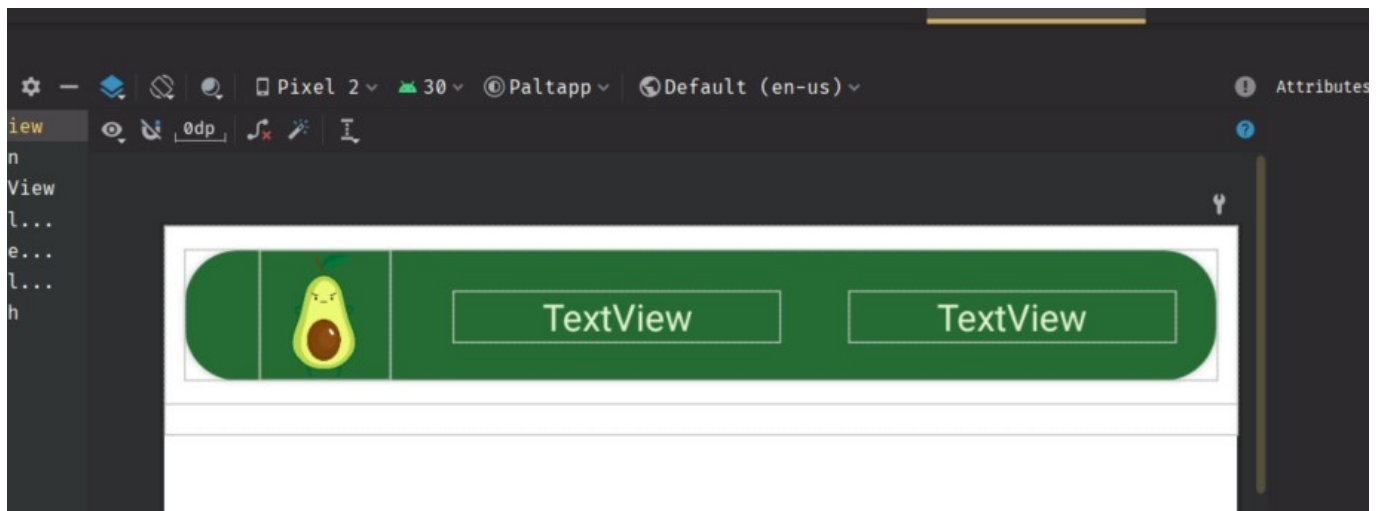 Pixel 2 30 Paltapp Default (en-us) Attributes
iew
0dp
n
View
l...
e...
l...
h
TextView TextView